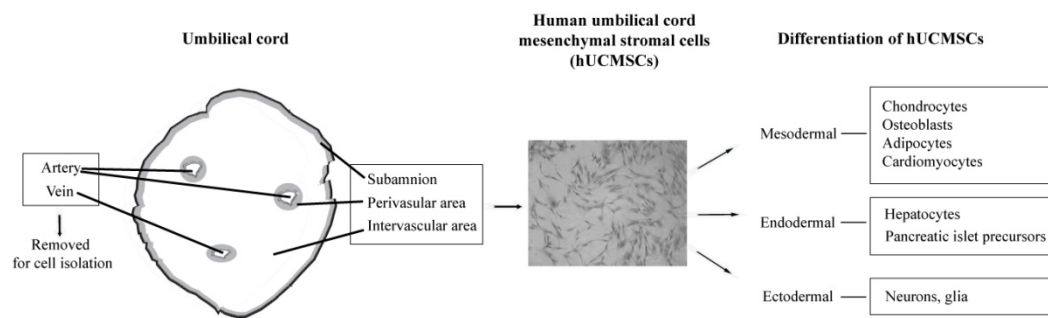 Umbilical cord
Human umbilical cord
mesenchymal stromal cells
(hUCMSCs)
Differentiation of hUCMSCs
Artery
Vein
Removed
for cell isolation
Subamnion
Perivasular area
Intervascular area
Mesodermal
Chondrocytes
Osteoblasts
Adipocytes
Cardiomyocytes
Endodermal
Hepatocytes
Pancreatic islet precursors
Ectodermal
Neurons, glia